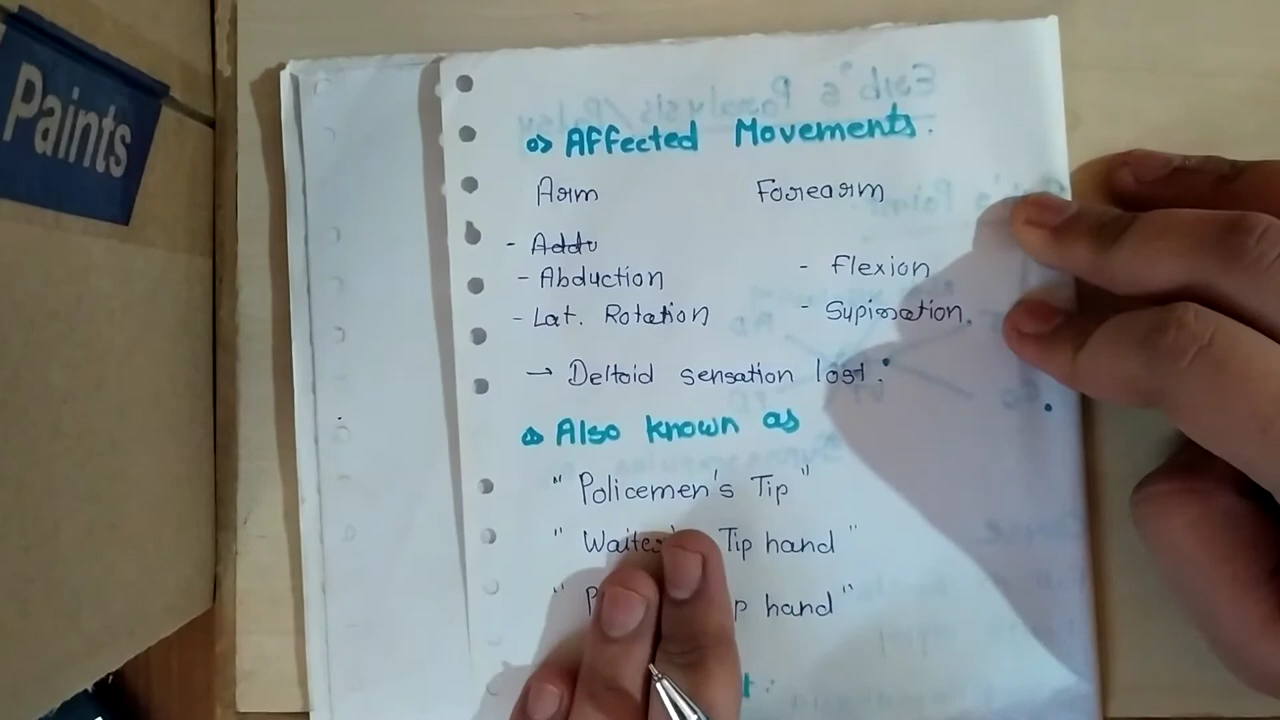 Paints
Affected Movements.
Arm Forearm
- Addu
- Abduction - Flexion
- Lat. Rotation - Supination.
→ Deltoid sensation lost.
Also known as
" Policemen's Tip "
" Tip hand "
" hand "